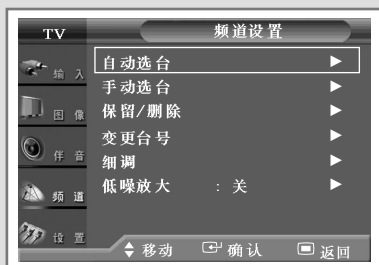 TV
频道设置
输入
自动选台
手动选台
图像
保留/删除
变更台号
伴音
细调
低噪放大 : 关
频道
设置
移动 确认 返回